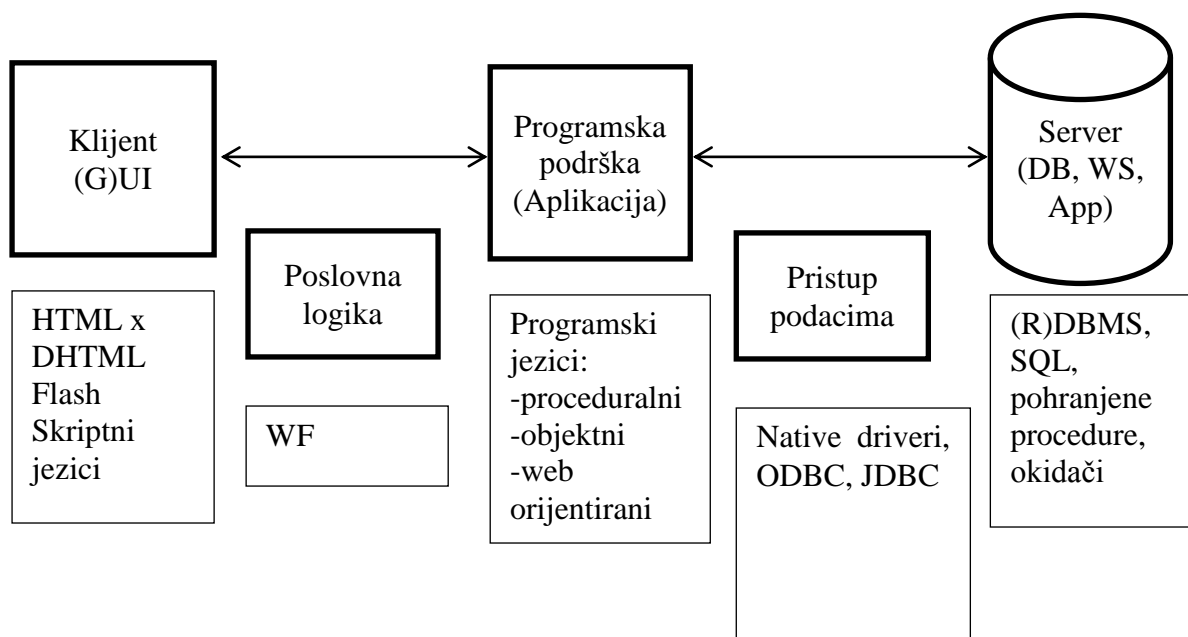 Klijent
(G)UI
Programska
podrška
(Aplikacija)
Server
(DB, WS,
App)
Poslovna
logika
Pristup
podacima
HTML x
DHTML
Flash
Skriptni
jezici
WF
Programski
jezici:
-proceduralni
-objektni
-web
orijentirani
Native driveri,
ODBC, JDBC
(R)DBMS,
SQL,
pohranjene
procedure,
okidači